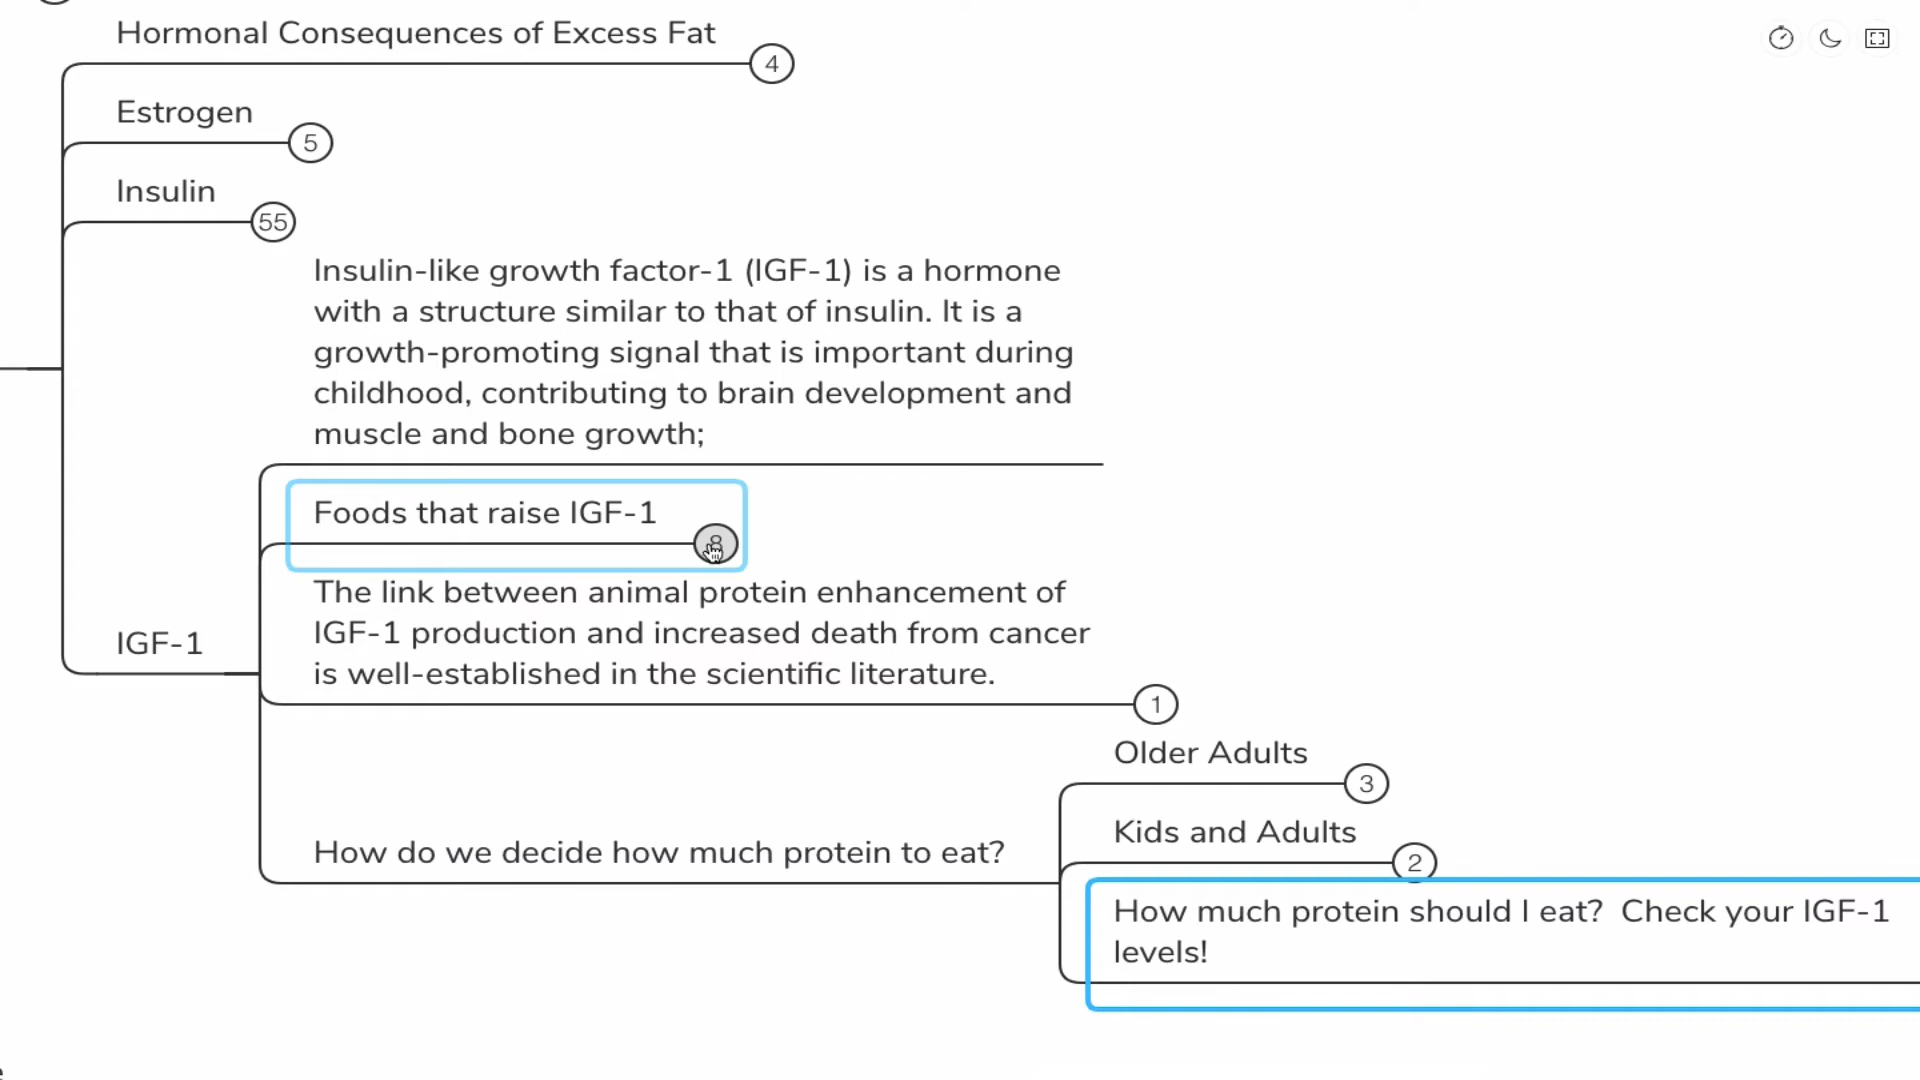 Hormonal Consequences of Excess Fat
4
Estrogen
5
Insulin
55
Insulin-like growth factor-1 (IGF-1) is a hormone
with a structure similar to that of insulin. It is a
growth-promoting signal that is important during
childhood, contributing to brain development and
muscle and bone growth;
Foods that raise IGF-1
8
The link between animal protein enhancement of
IGF-1 production and increased death from cancer
is well-established in the scientific literature.
1
IGF-1
Older Adults
3
Kids and Adults
2
How do we decide how much protein to eat?
How much protein should I eat?  Check your IGF-1
levels!